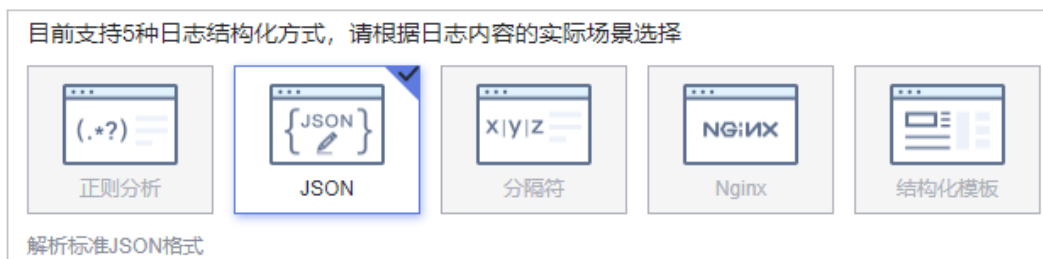 目前支持5种日志结构化方式，请根据日志内容的实际场景选择
(.*?)
{JSON}
X|Y|Z
NGiNX
正则分析
JSON
分隔符
Nginx
结构化模板
解析标准JSON格式